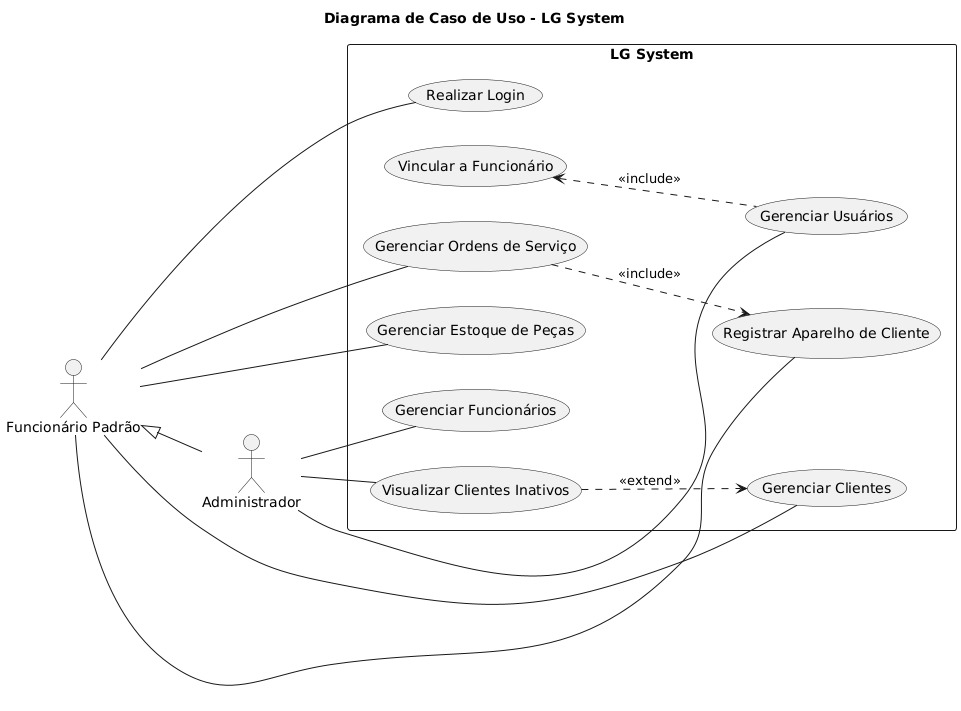 Diagrama de Caso de Uso - LG System
LG System
Realizar Login
Vincular a Funcionário
«include»
Gerenciar Usuários
Gerenciar Ordens de Serviço
«include»
Gerenciar Estoque de Peças
Registrar Aparelho de Cliente
Gerenciar Funcionários
Funcionário Padrão
Visualizar Clientes Inativos
«extend»
Gerenciar Clientes
Administrador